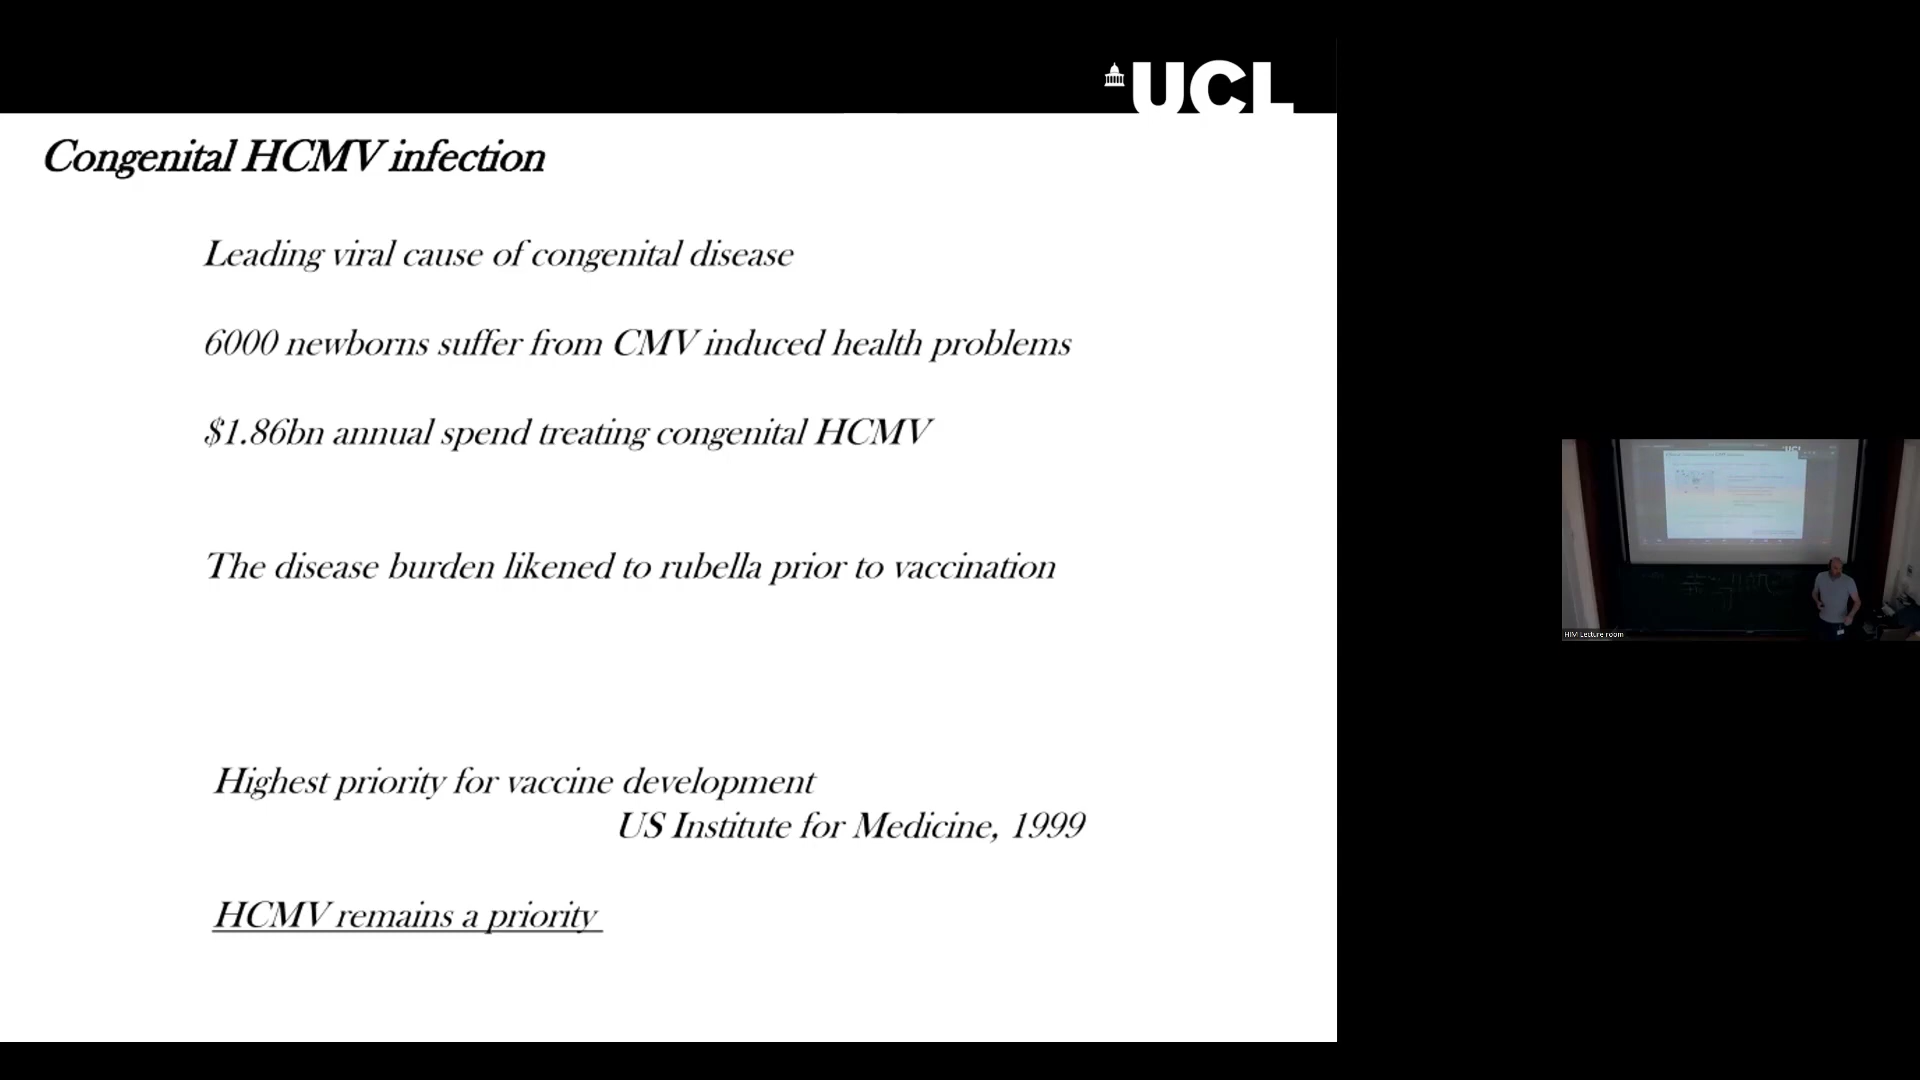 UCL
Congenital HCMV infection
Leading viral cause of congenital disease
6000 newborns suffer from CMV induced health problems
$1.86bn annual spend treating congenital HCMV
The disease burden likened to rubella prior to vaccination
Highest priority for vaccine development
US Institute for Medicine, 1999
HCMV remains a priority
HIM Lecture room